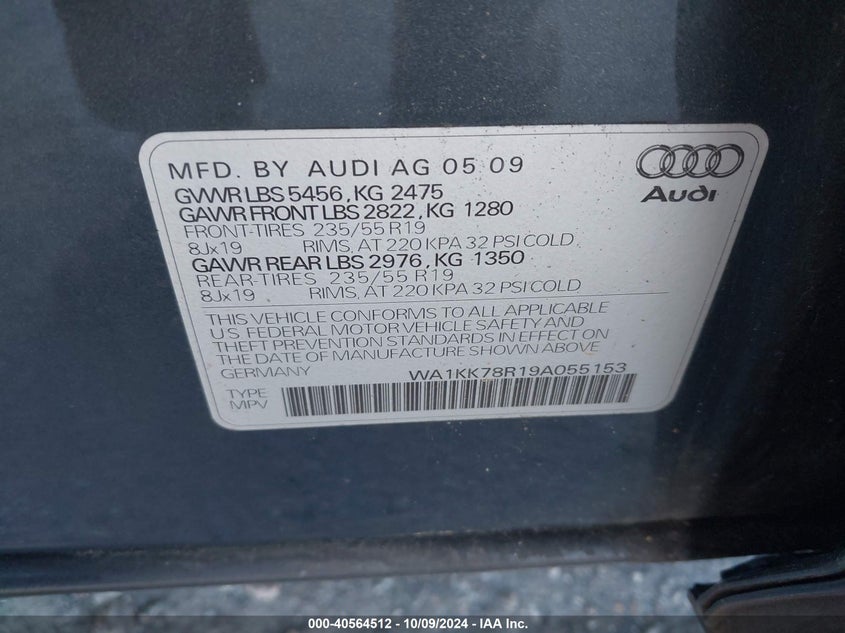 MFD. BY AUDI AG 05 09
GVWR LBS 5456, KG 2475
GAWR FRONT LBS 2822, KG 1280
FRONT-TIRES 235/55 R19
8Jx19 RIMS, AT 220 KPA 32 PSI COLD
GAWR REAR LBS 2976, KG 1350
REAR-TIRES 235/55 R19
8Jx19 RIMS, AT 220 KPA 32 PSI COLD
THIS VEHICLE CONFORMS TO ALL APPLICABLE
U.S. FEDERAL MOTOR VEHICLE SAFETY AND
THEFT PREVENTION STANDARDS IN EFFECT ON
THE DATE OF MANUFACTURE SHOWN ABOVE
GERMANY WA1KK78R19A055153
TYPE
MPV
Audi
000-40564512 - 10/09/2024 - IAA Inc.